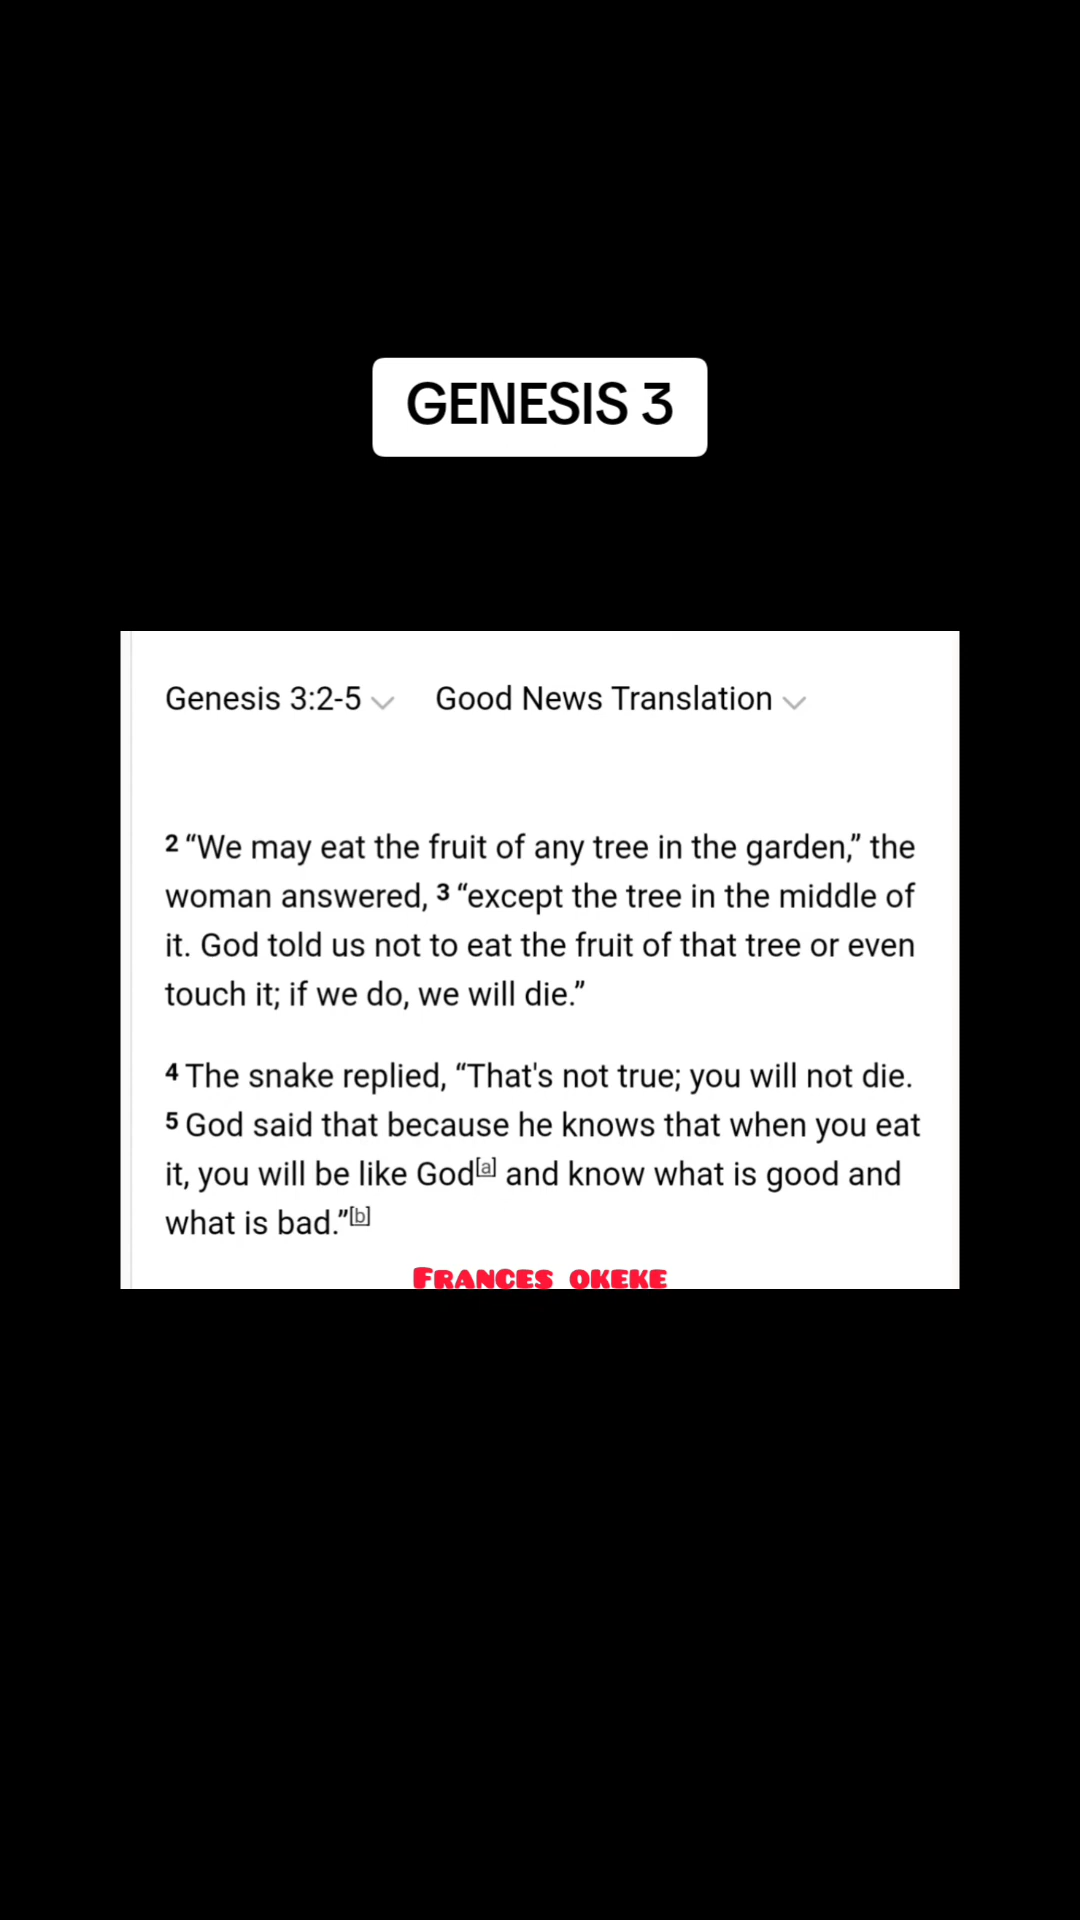 GENESIS 3
Genesis 3:2-5 Good News Translation
2 “We may eat the fruit of any tree in the garden,” the
woman answered, 3 “except the tree in the middle of
it. God told us not to eat the fruit of that tree or even
touch it; if we do, we will die.”
4 The snake replied, “That's not true; you will not die.
5 God said that because he knows that when you eat
it, you will be like God[a] and know what is good and
what is bad.”[b]
FRANCES OKEKE